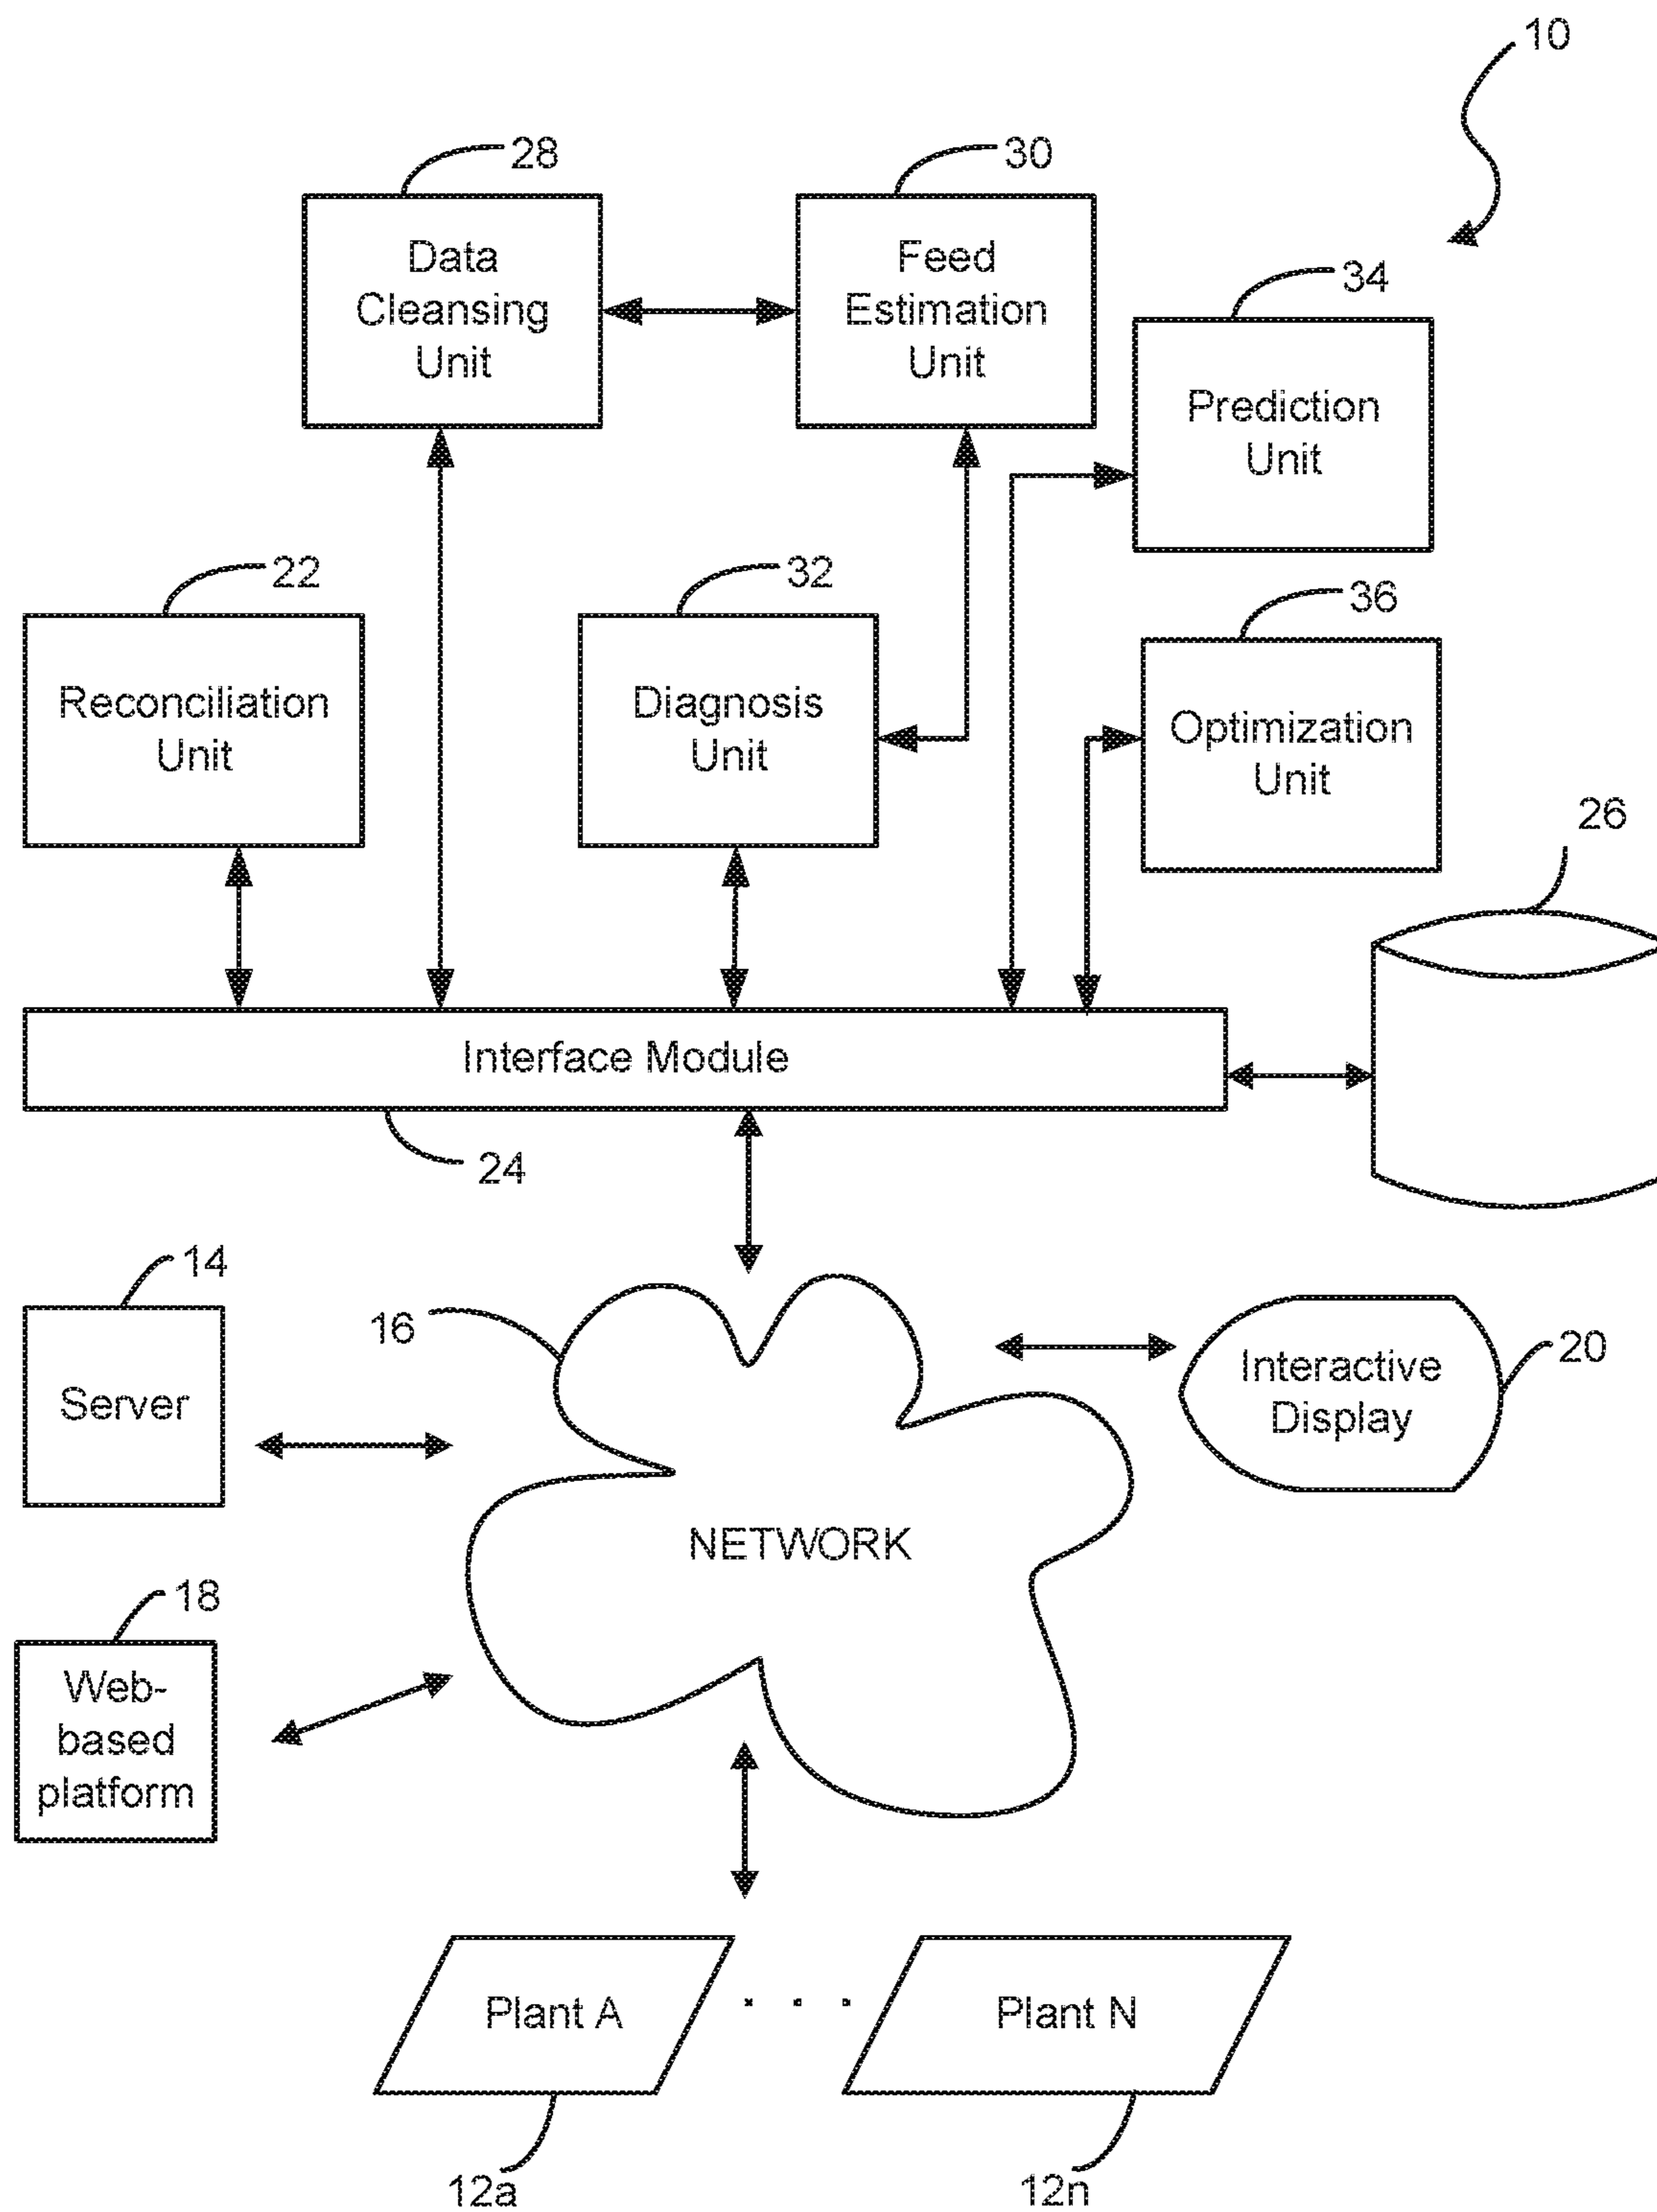 10
28
30
Data
Cleansing
Unit
Feed
Estimation
Unit
34
Prediction
Unit
22
32
36
Reconciliation
Unit
Diagnosis
Unit
Optimization
Unit
26
Interface Module
24
14
16
Server
Interactive
Display
20
NETWORK
18
Web-
based
platform
Plant A
. . .
Plant N
12a
12n